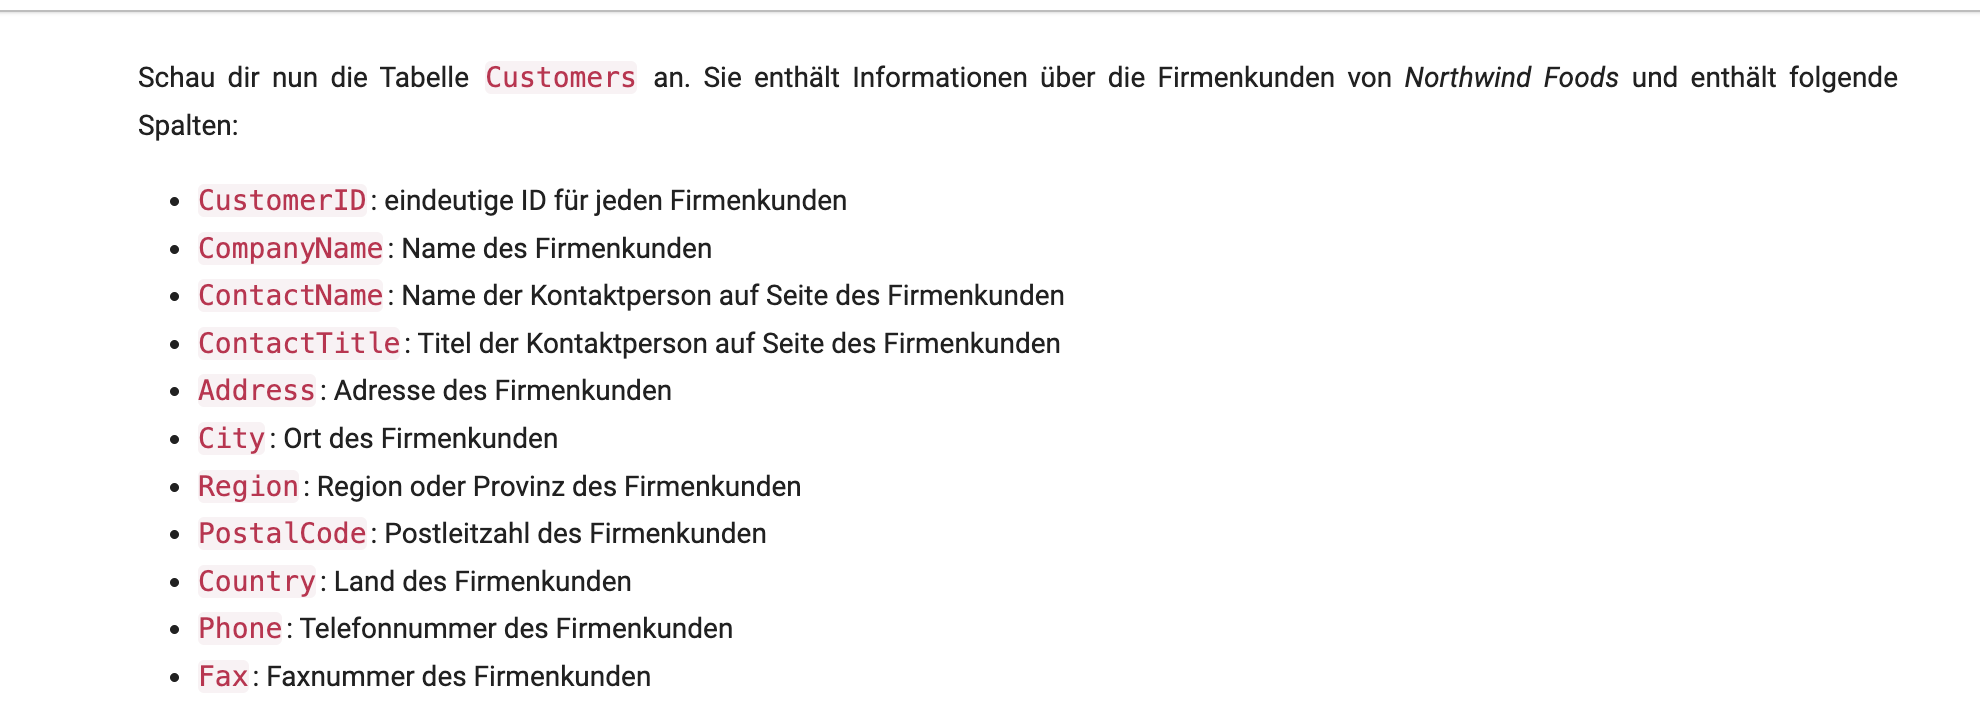 Schau dir nun die Tabelle Customers an. Sie enthält Informationen über die Firmenkunden von Northwind Foods und enthält folgende
Spalten:
• CustomerID: eindeutige ID für jeden Firmenkunden
• CompanyName: Name des Firmenkunden
• ContactName: Name der Kontaktperson auf Seite des Firmenkunden
• ContactTitle: Titel der Kontaktperson auf Seite des Firmenkunden
• Address: Adresse des Firmenkunden
• City: Ort des Firmenkunden
• Region: Region oder Provinz des Firmenkunden
• PostalCode: Postleitzahl des Firmenkunden
• Country: Land des Firmenkunden
• Phone: Telefonnummer des Firmenkunden
• Fax: Faxnummer des Firmenkunden